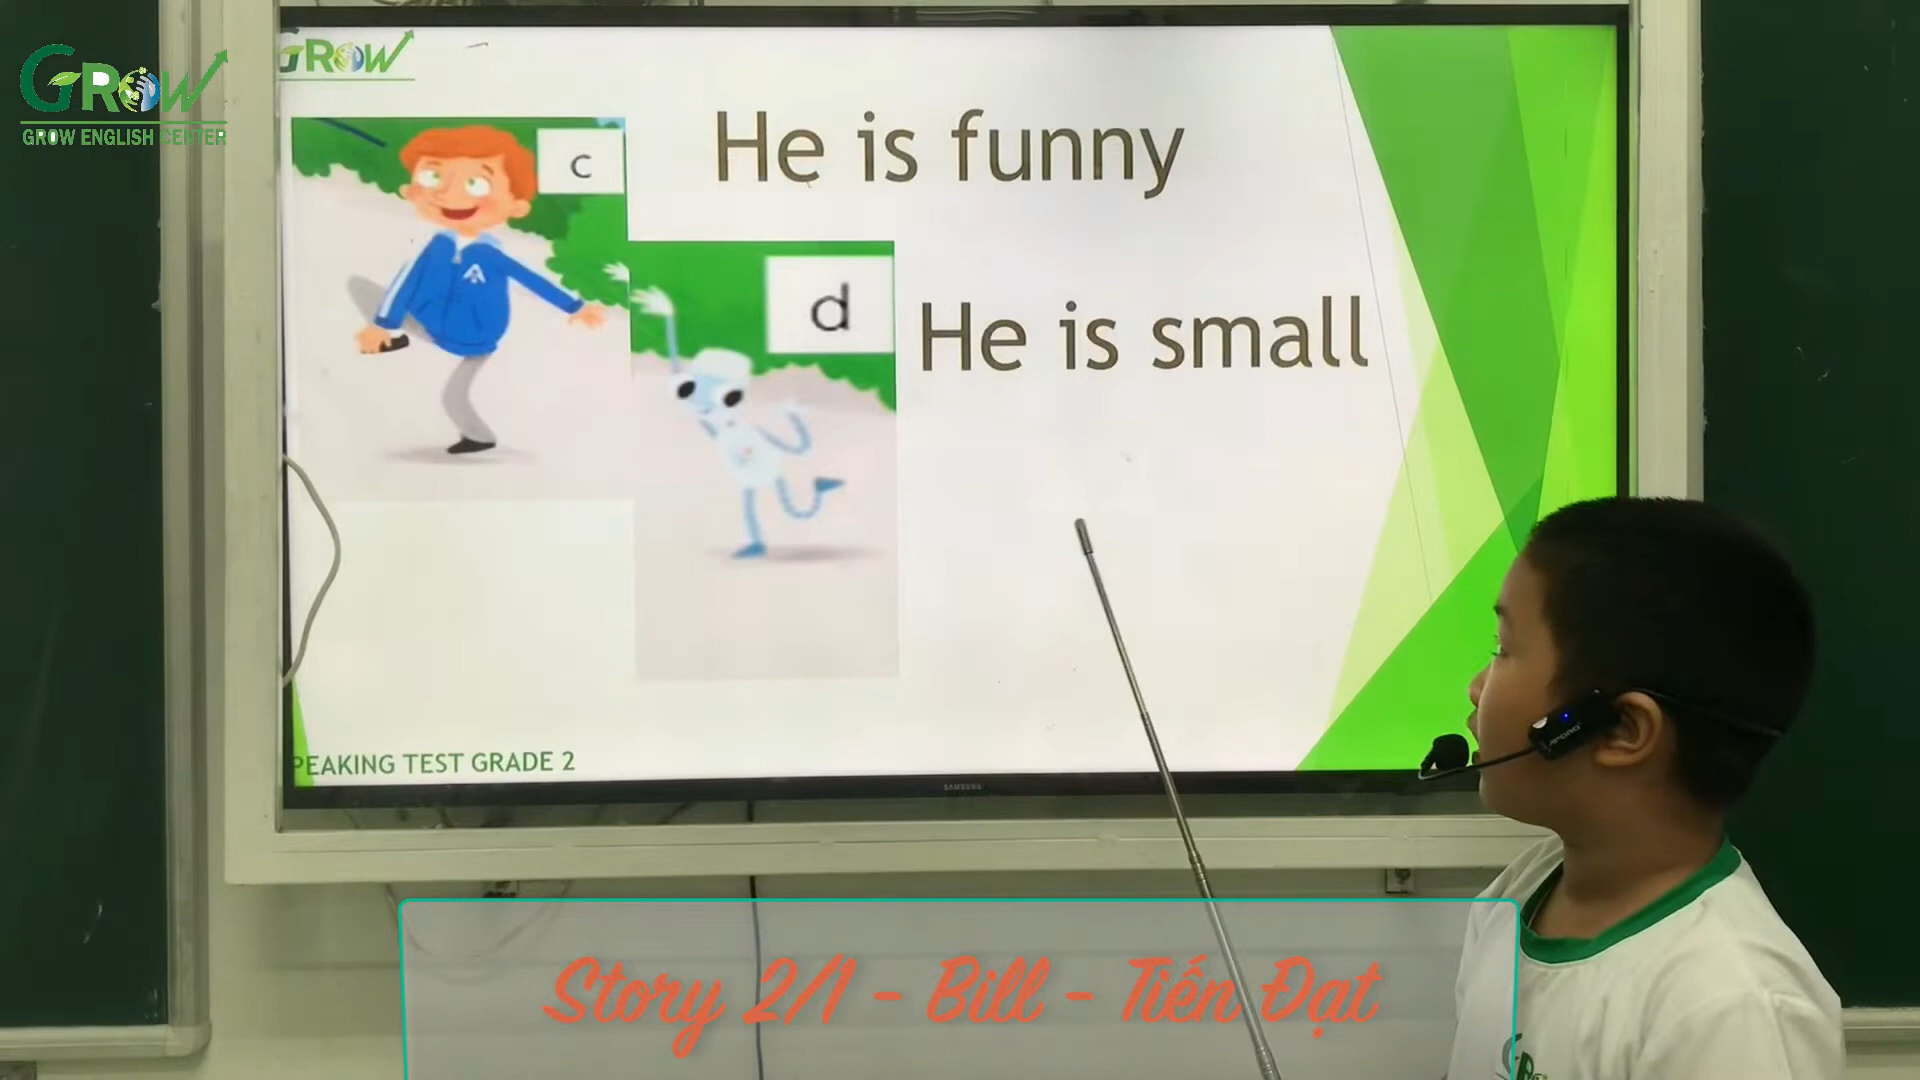 GROW
GROW ENGLISH CENTER
GROW
c
He is funny
d
He is small
PEAKING TEST GRADE 2
SAMSUNG
Story 2/1 - Bill - Tiến Đạt